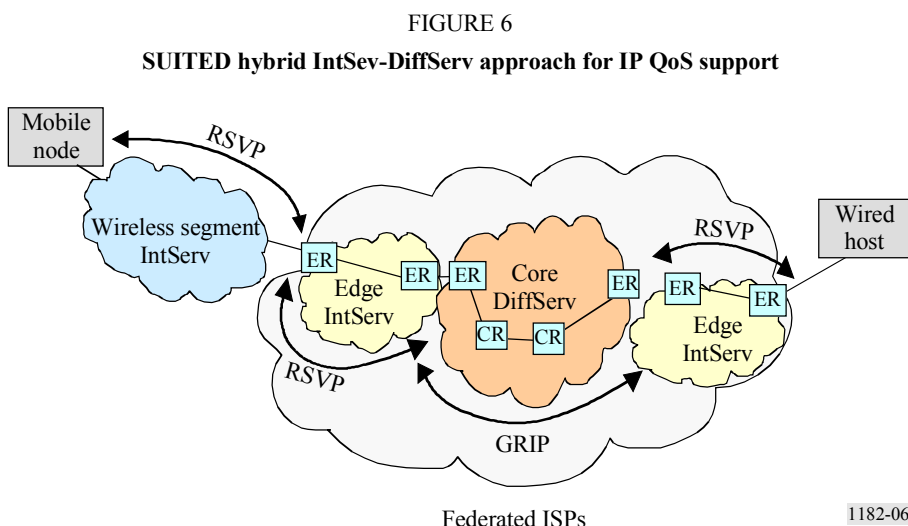 FIGURE 6
SUITED hybrid IntSev-DiffServ approach for IP QoS support
Mobile
node
RSVP
Wireless segment
IntServ
ER
Edge
IntServ
ER
ER
Core
DiffServ
ER
CR
CR
RSVP
Wired
host
ER
ER
Edge
IntServ
RSVP
GRIP
Federated ISPs
1182-06